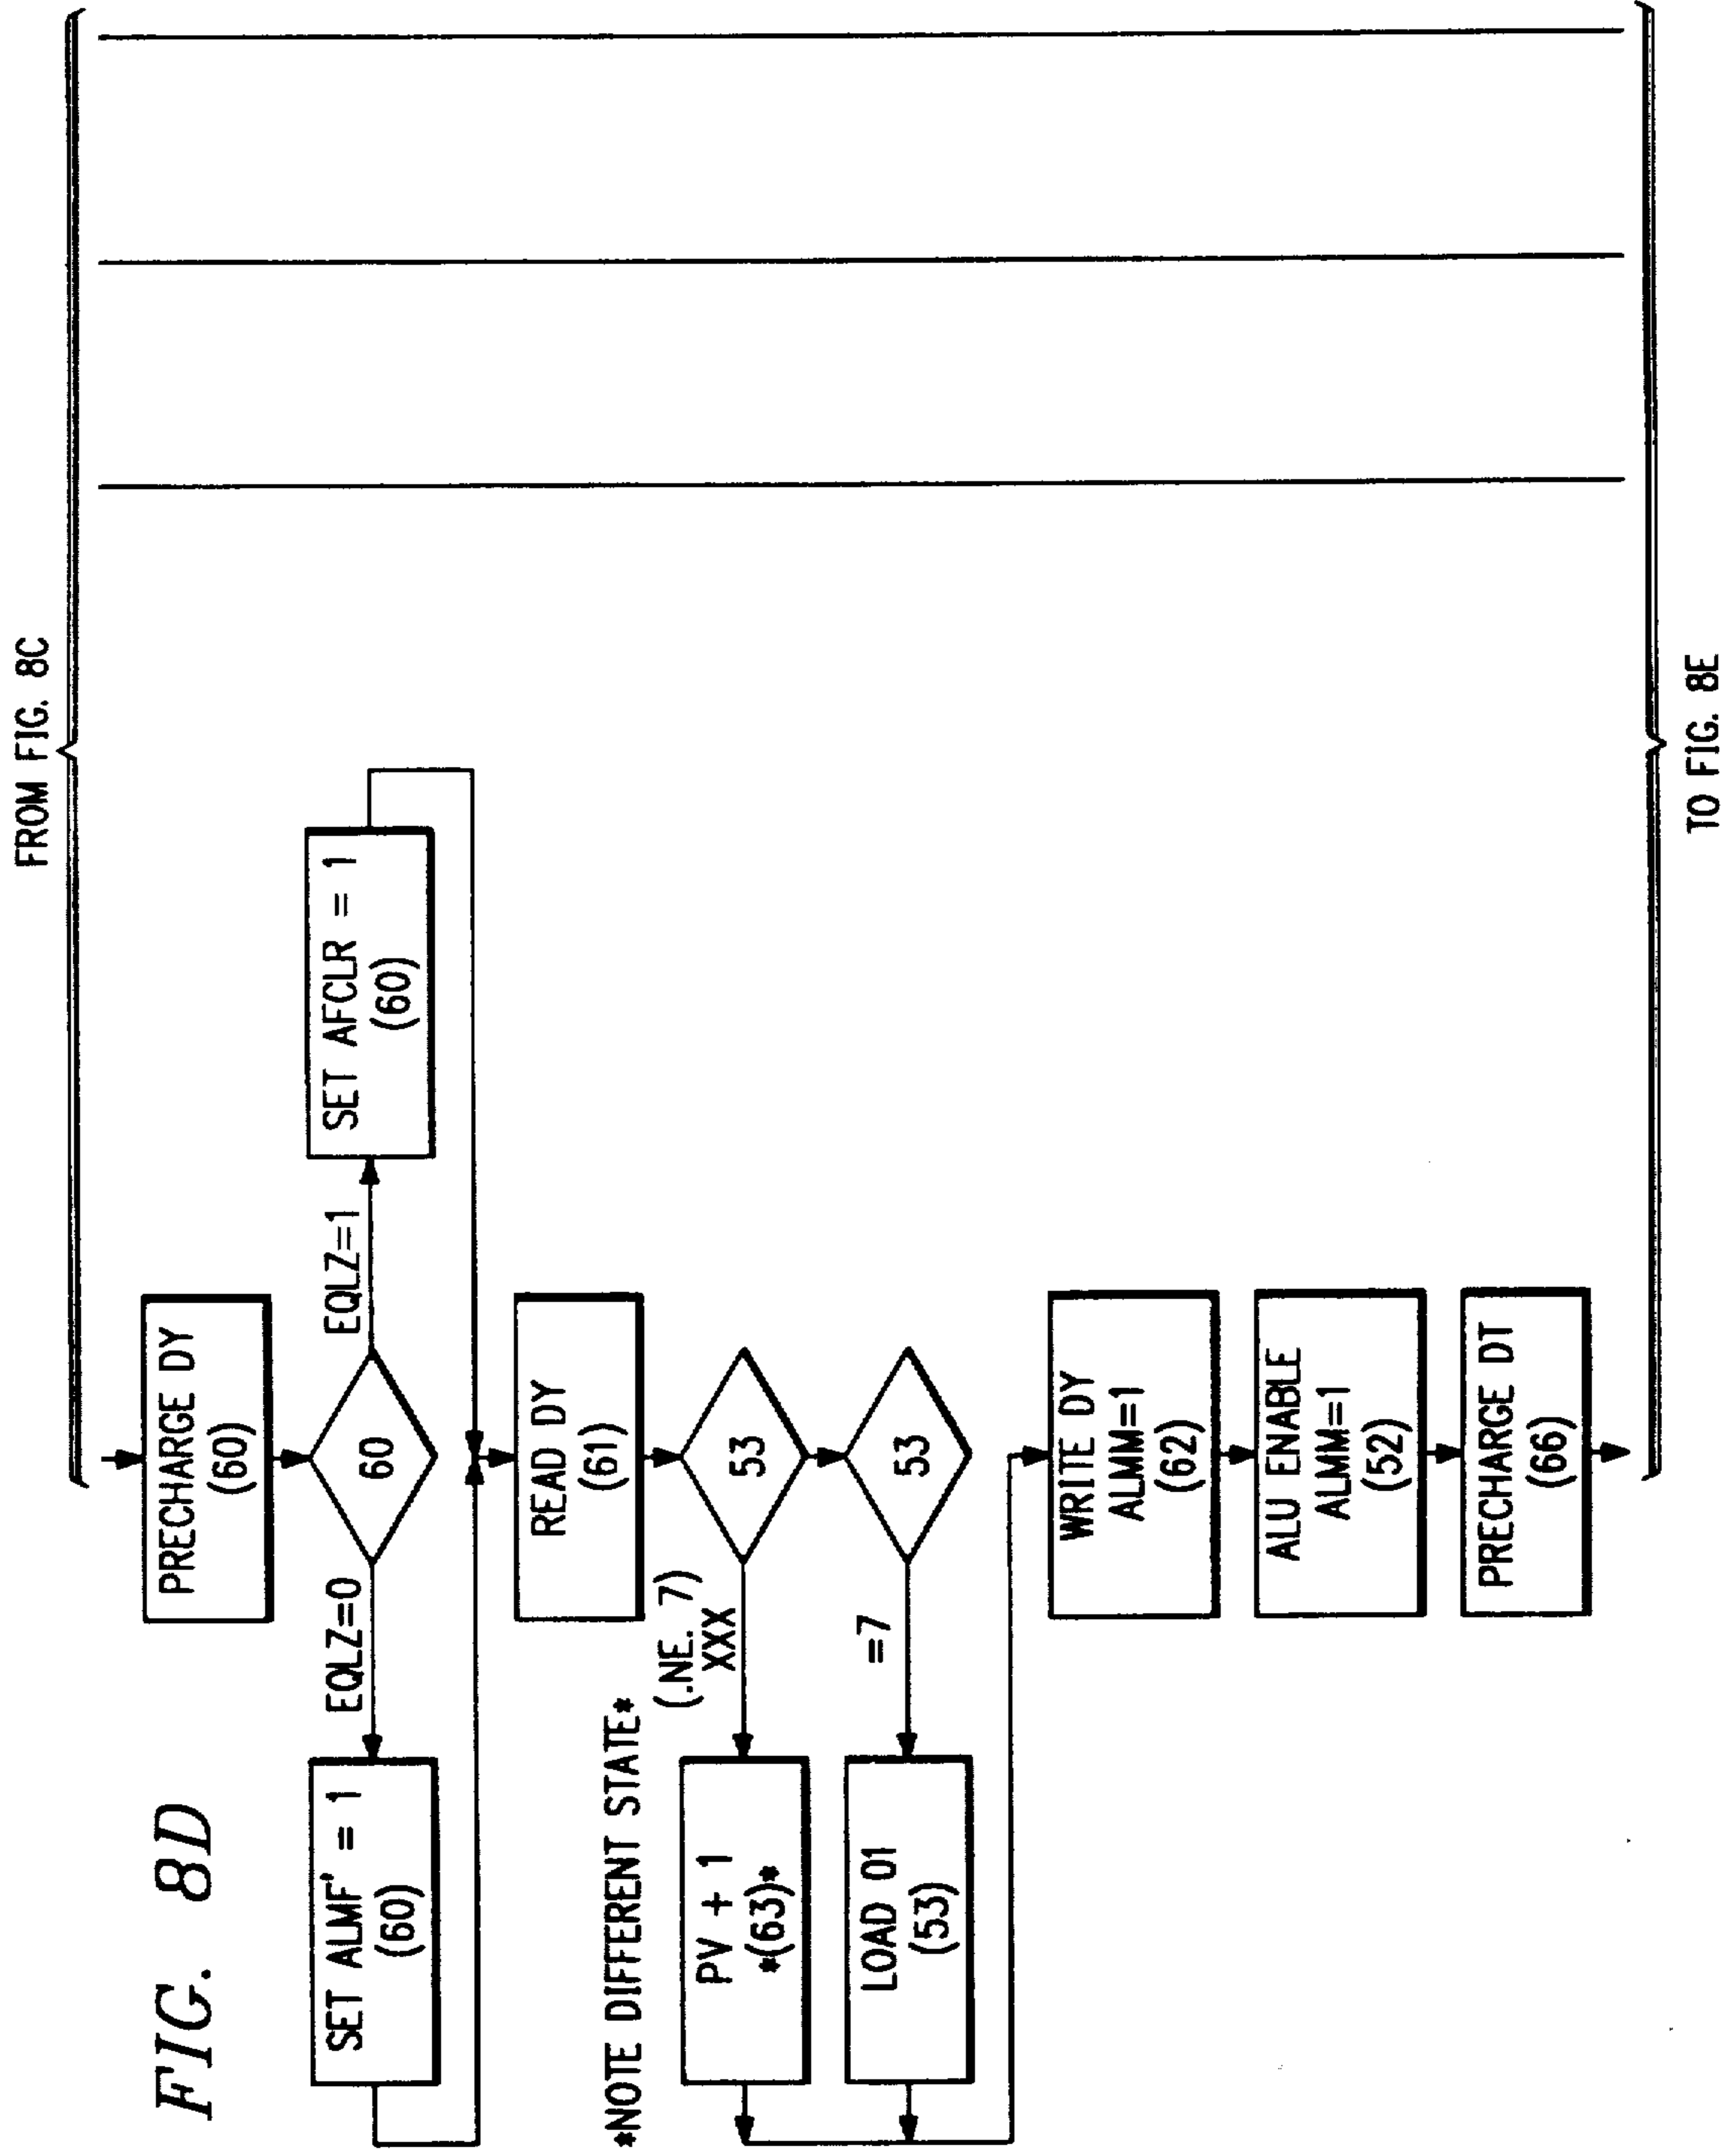 FIG. 8D
FROM FIG. 8C
PRECHARGE DY
(60)
60
EQLZ=0
EQLZ=1
SET ALMF' = 1
(60)
SET AFCLR = 1
(60)
READ DY
(61)
*NOTE DIFFERENT STATE*
(.NE. 7)
XXX
53
PV + 1
*(63)*
=7
53
LOAD 01
(53)
WRITE DY
ALMM=1
(62)
ALU ENABLE
ALMM=1
(52)
PRECHARGE DT
(66)
TO FIG. 8E